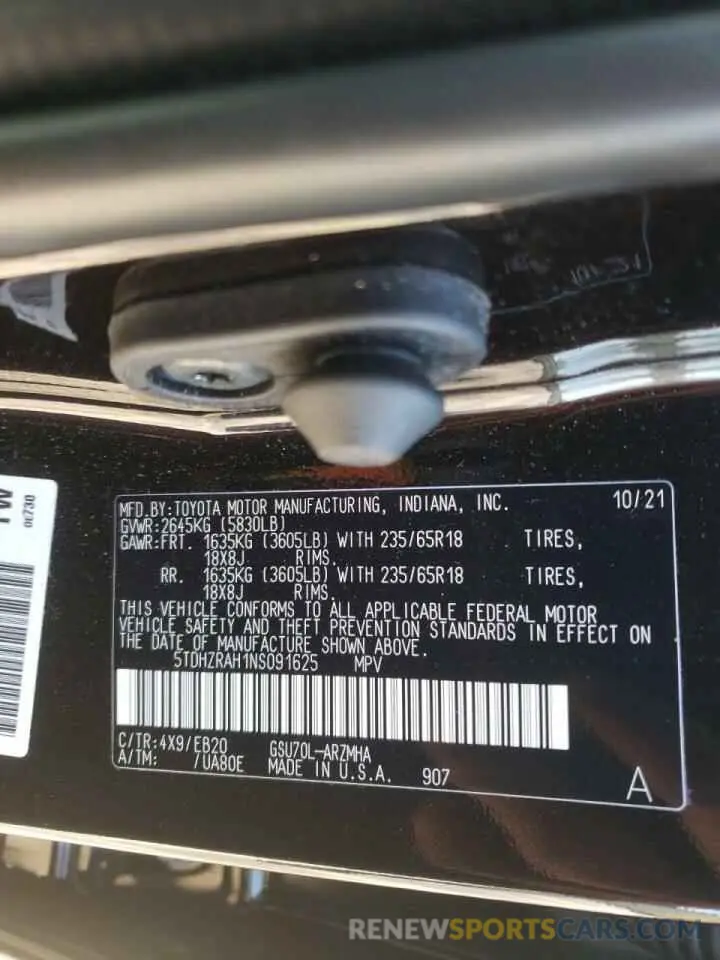 10/21
MFD.BY:TOYOTA MOTOR MANUFACTURING, INDIANA, INC.
GVWR:2645KG (5830LB)
GAWR:FRT. 1635KG (3605LB) WITH 235/65R18 TIRES,
18X8J RIMS.
RR. 1635KG (3605LB) WITH 235/65R18 TIRES,
18X8J RIMS.
THIS VEHICLE CONFORMS TO ALL APPLICABLE FEDERAL MOTOR
VEHICLE SAFETY AND THEFT PREVENTION STANDARDS IN EFFECT ON
THE DATE OF MANUFACTURE SHOWN ABOVE.
5TDHZRAH1NS091625 MPV
C/TR:4X9/EB20 GSU70L-ARZMHA
A/TM: /UA80E MADE IN U.S.A. 907
A
RENEWSPORTSCARS.COM